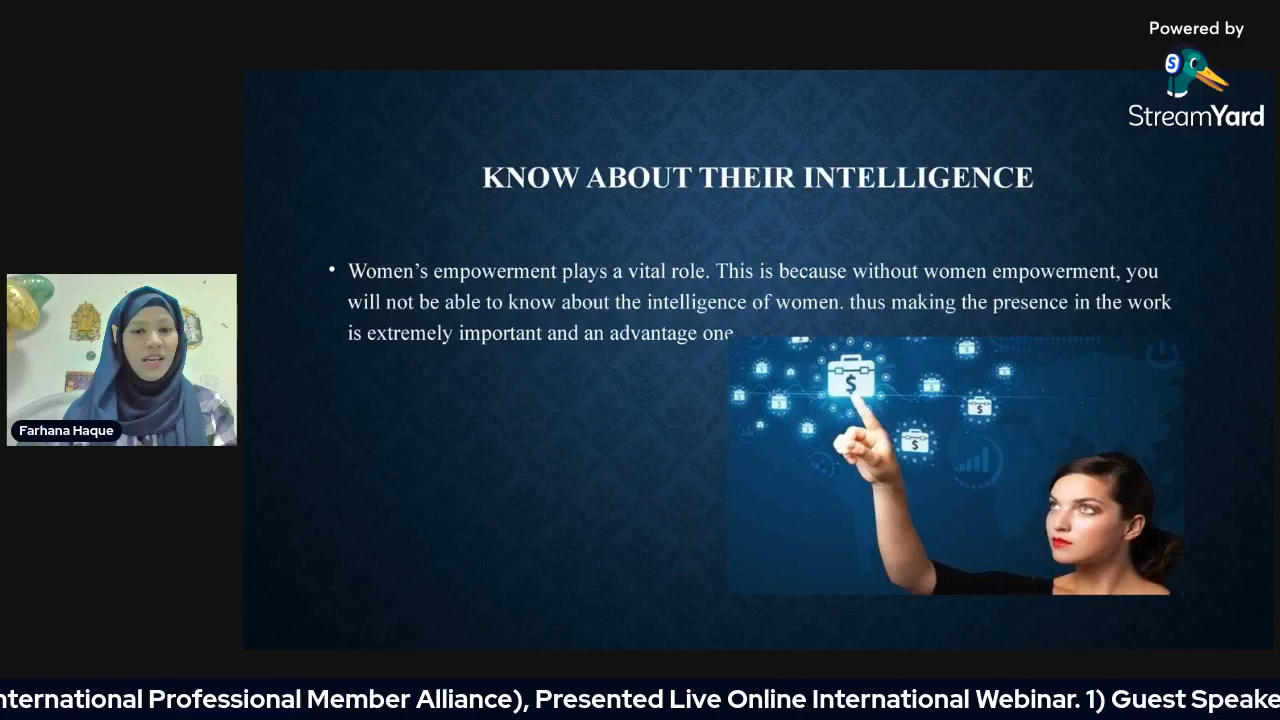 Powered by
StreamYard
KNOW ABOUT THEIR INTELLIGENCE
• Women’s empowerment plays a vital role. This is because without women empowerment, you
will not be able to know about the intelligence of women. thus making the presence in the work
is extremely important and an advantage one
$
$
$
Farhana Haque
nternational Professional Member Alliance), Presented Live Online International Webinar. 1) Guest Speake